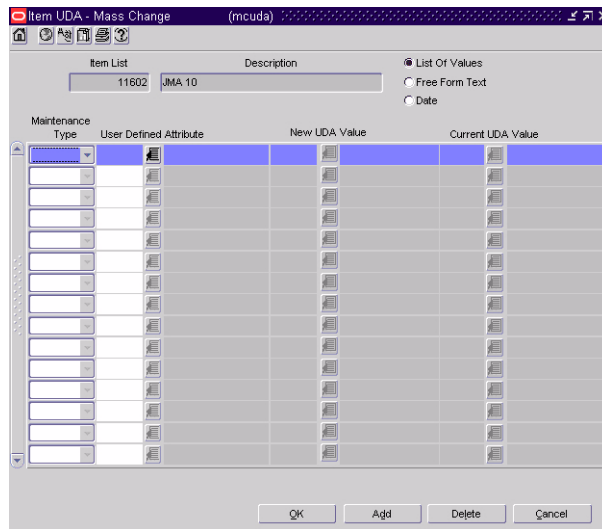 Item UDA - Mass Change (mcuda)
Item List Description List Of Values
11602 JMA 10 Free Form Text
Date
Maintenance
Type User Defined Attribute New UDA Value Current UDA Value
OK Add Delete Cancel